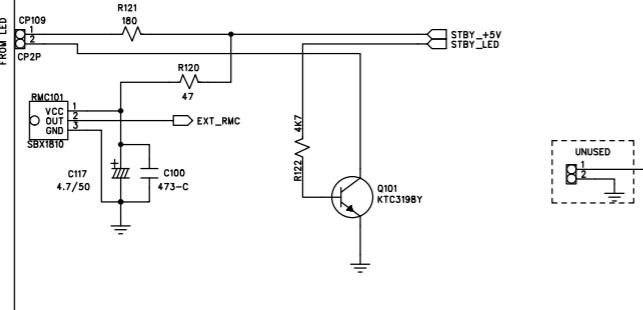 FROM LED
CP109
1
2
CP2P
R121
180
STBY_+5V
STBY_LED
R120
47
RMC101
VCC 1
OUT 2
GND 3
SBX1810
EXT_RMC
C117
4.7/50
C100
473-C
4K7
R122
Q101
KTC3198Y
UNUSED
1
2